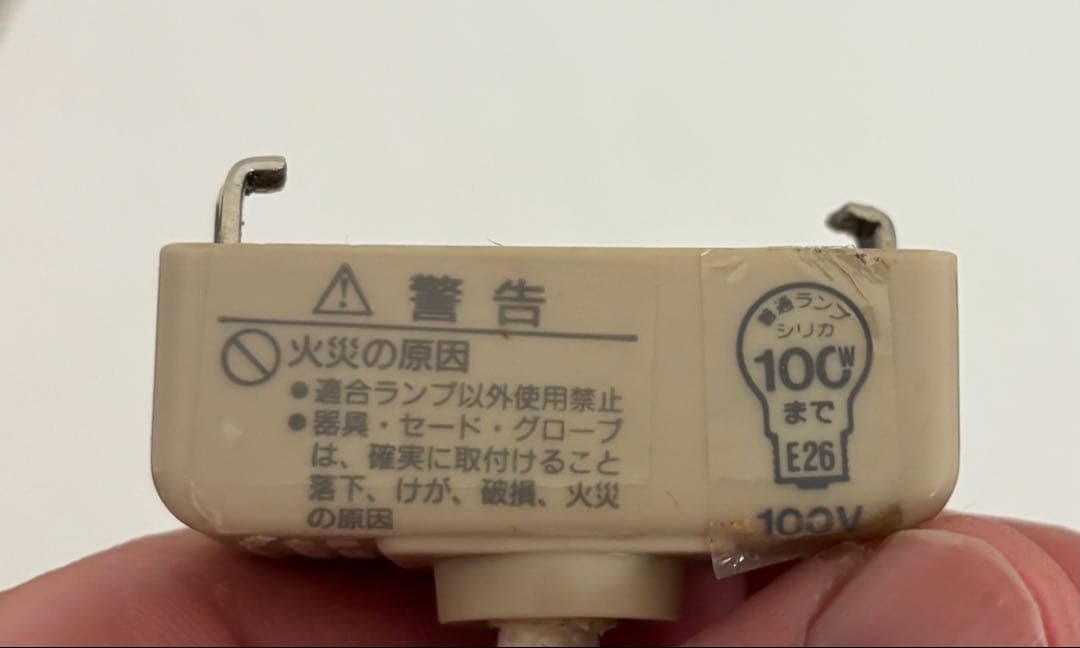 警告
火災の原因
●適合ランプ以外使用禁止
●器具・セード・グローブ
は、確実に取付けること
落下、けが、破損、火災
の原因
普通ランプ
シリカ
100W
まで
E26
100V